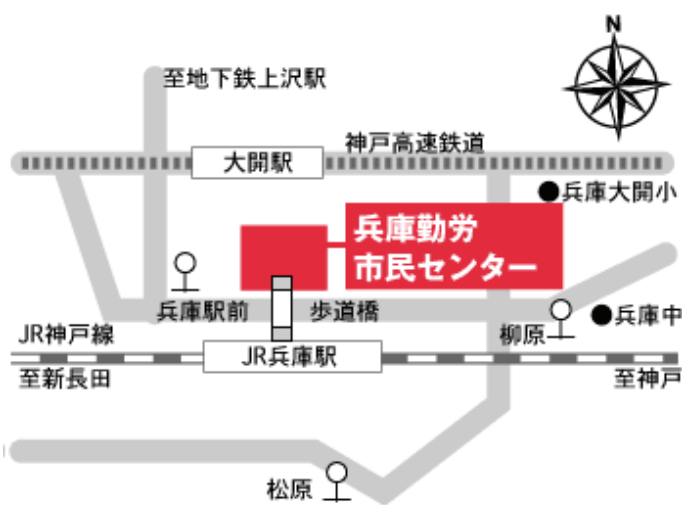 N
至地下鉄上沢駅
神戸高速鉄道
大開駅
兵庫大開小
兵庫勤労
市民センター
兵庫駅前
歩道橋
兵庫中
柳原
JR神戸線
JR兵庫駅
至新長田
至神戸
松原